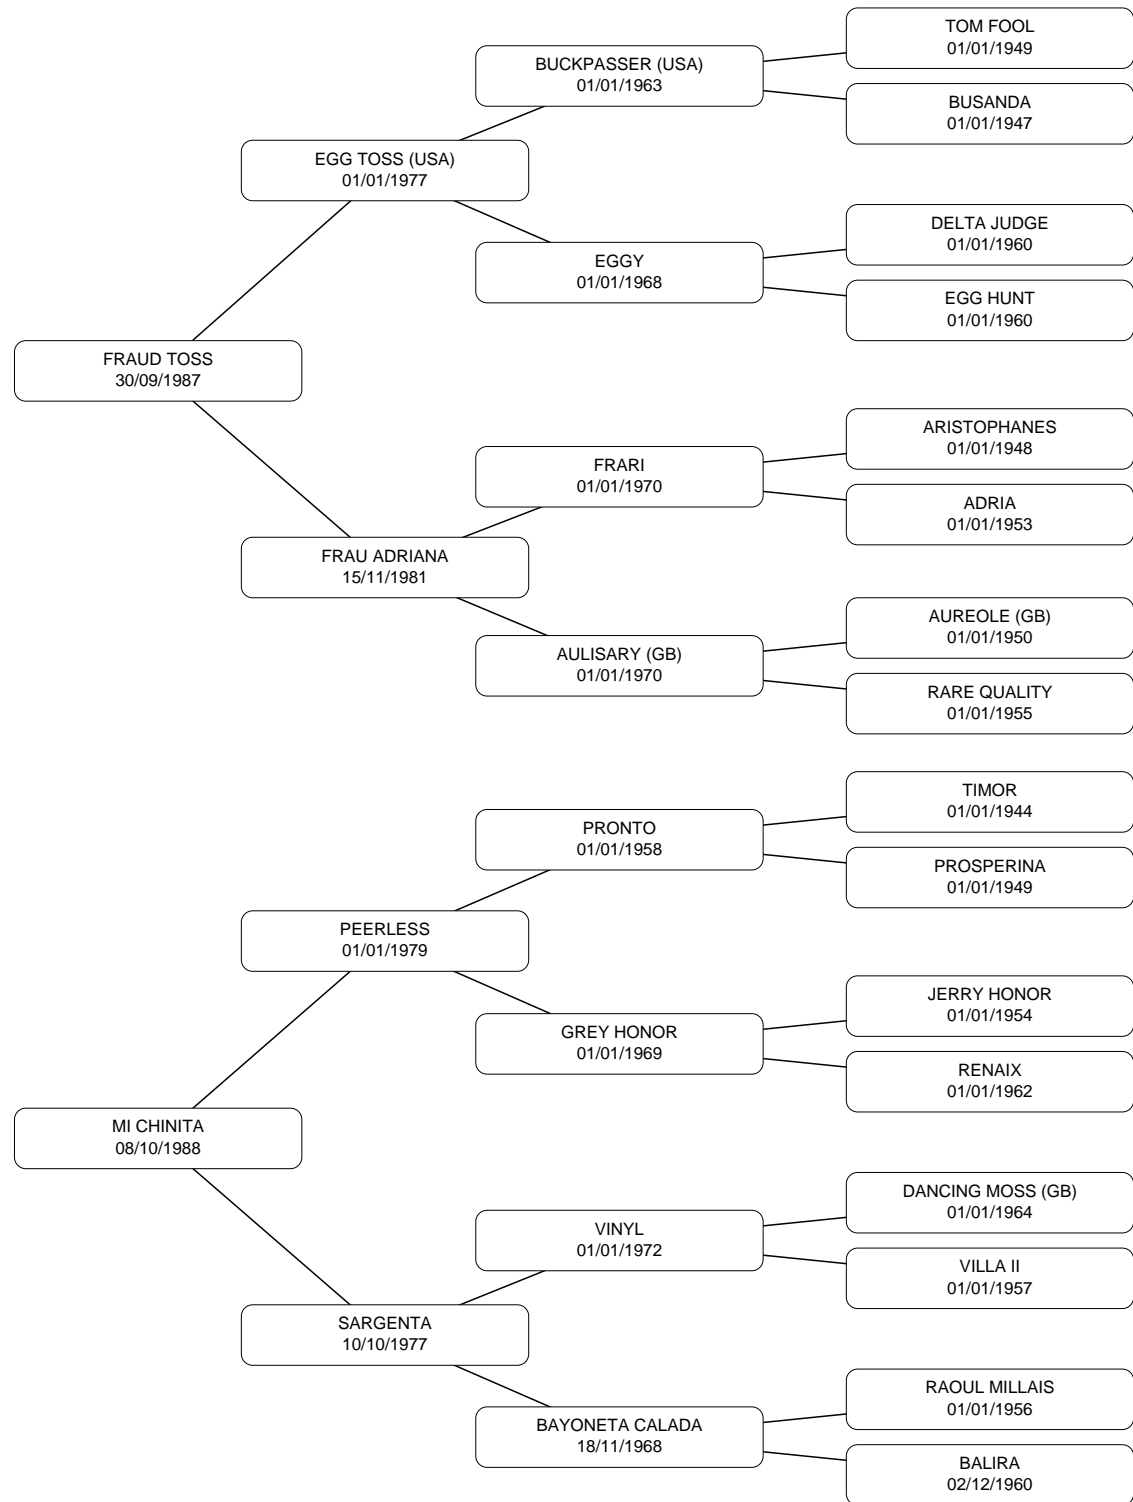 TOM FOOL
01/01/1949
BUCKPASSER (USA)
01/01/1963
BUSANDA
01/01/1947
EGG TOSS (USA)
01/01/1977
DELTA JUDGE
01/01/1960
EGGY
01/01/1968
EGG HUNT
01/01/1960
FRAUD TOSS
30/09/1987
ARISTOPHANES
01/01/1948
FRARI
01/01/1970
ADRIA
01/01/1953
FRAU ADRIANA
15/11/1981
AUREOLE (GB)
01/01/1950
AULISARY (GB)
01/01/1970
RARE QUALITY
01/01/1955
TIMOR
01/01/1944
PRONTO
01/01/1958
PROSPERINA
01/01/1949
PEERLESS
01/01/1979
JERRY HONOR
01/01/1954
GREY HONOR
01/01/1969
RENAIX
01/01/1962
MI CHINITA
08/10/1988
DANCING MOSS (GB)
01/01/1964
VINYL
01/01/1972
VILLA II
01/01/1957
SARGENTA
10/10/1977
RAOUL MILLAIS
01/01/1956
BAYONETA CALADA
18/11/1968
BALIRA
02/12/1960